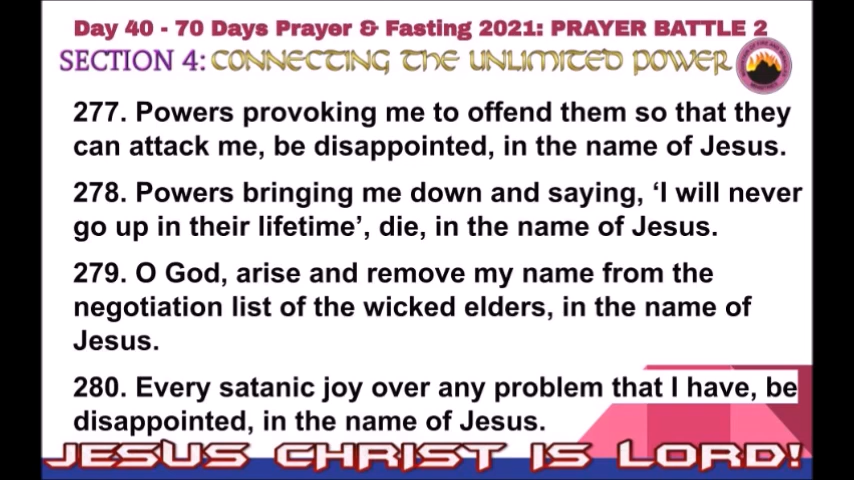 Day 40 - 70 Days Prayer & Fasting 2021: PRAYER BATTLE 2
SECTION 4: CONNECTING THE UNLIMITED POWER
277. Powers provoking me to offend them so that they
can attack me, be disappointed, in the name of Jesus.
278. Powers bringing me down and saying, ‘I will never
go up in their lifetime’, die, in the name of Jesus.
279. O God, arise and remove my name from the
negotiation list of the wicked elders, in the name of
Jesus.
280. Every satanic joy over any problem that I have, be
disappointed, in the name of Jesus.
JESUS CHRIST IS LORD!